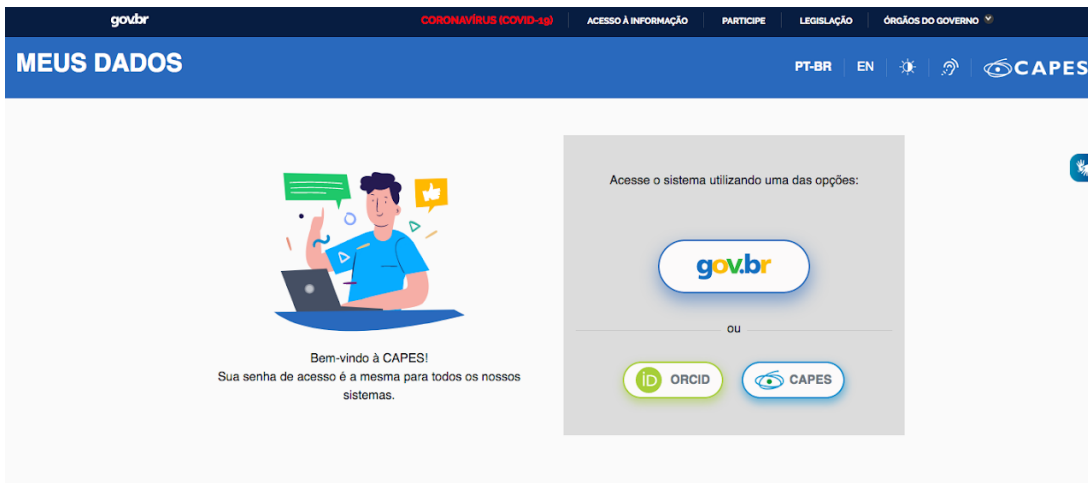 gov.br
CORONAVÍRUS (COVID-19)
ACESSO À INFORMAÇÃO
PARTICIPE
LEGISLAÇÃO
ÓRGÃOS DO GOVERNO
MEUS DADOS
PT-BR
EN
CAPES
Acesse o sistema utilizando uma das opções:
gov.br
ou
iD ORCID
CAPES
Bem-vindo à CAPES!
Sua senha de acesso é a mesma para todos os nossos
sistemas.